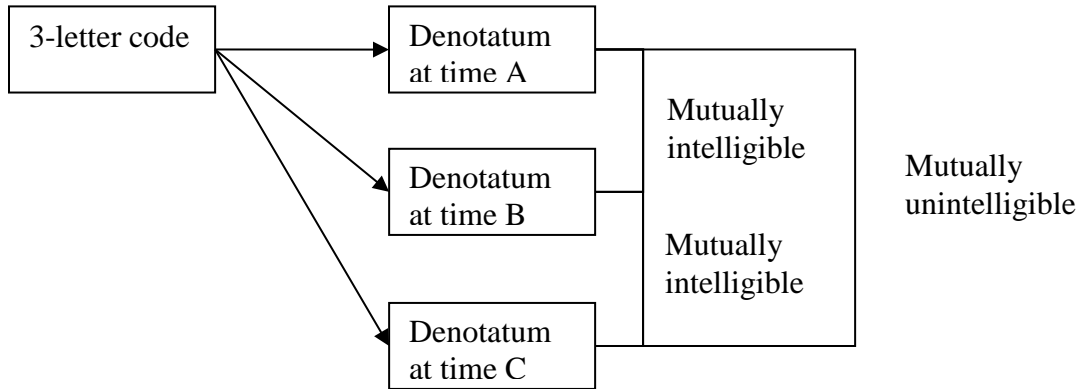 3-letter code
Denotatum
at time A
Mutually
intelligible
Denotatum
at time B
Mutually
unintelligible
Mutually
intelligible
Denotatum
at time C